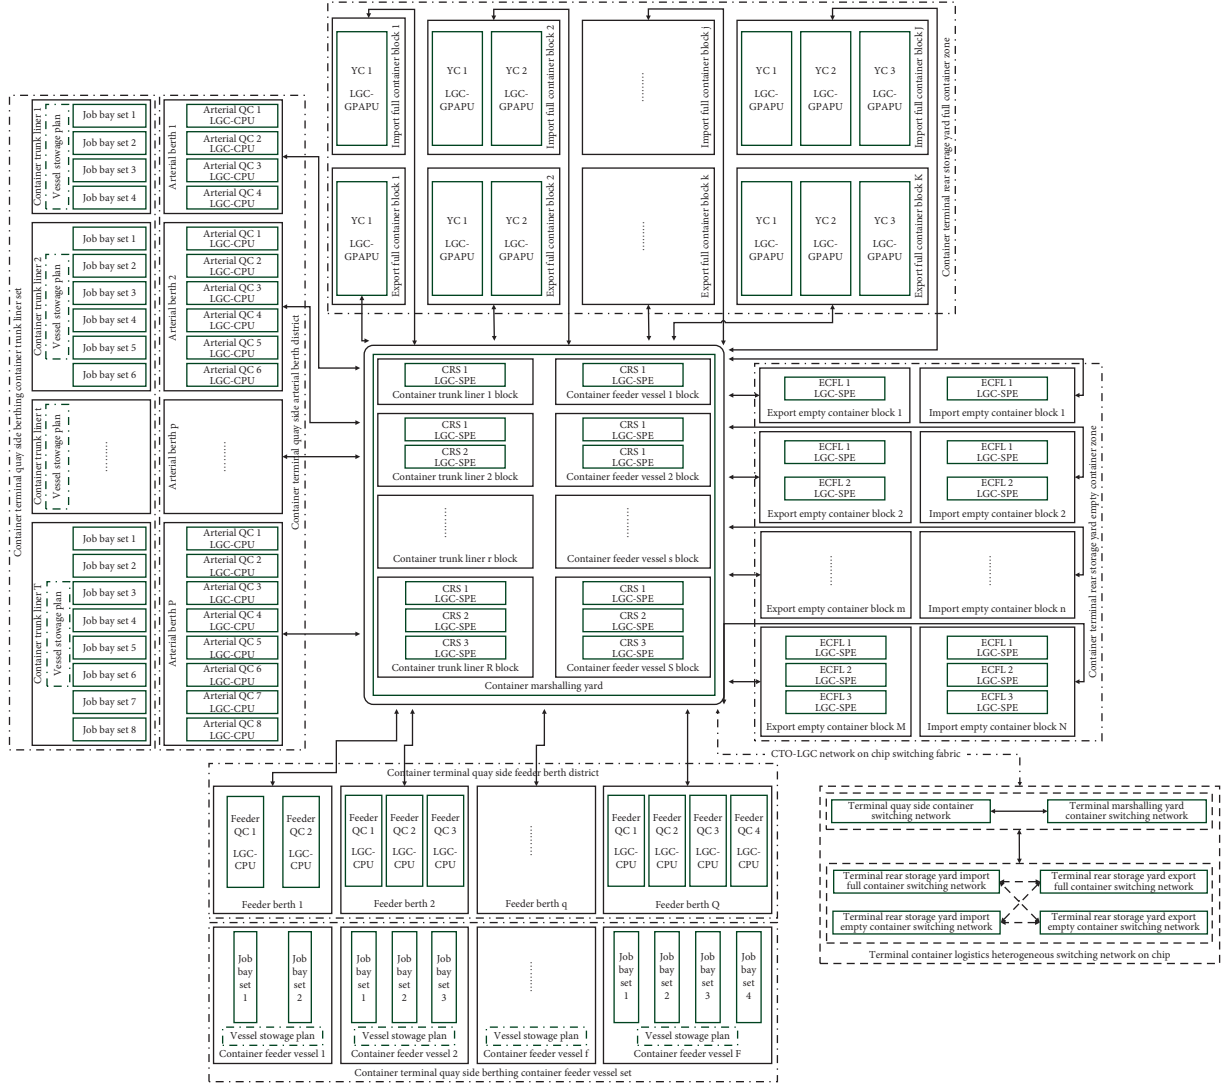 YC 1
LGC-
GPAPU
Import full container block 1
YC 1
LGC-
GPAPU
YC 2
LGC-
GPAPU
Import full container block 2
........
Import full container block j
YC 1
LGC-
GPAPU
YC 2
LGC-
GPAPU
YC 3
LGC-
GPAPU
Import full container block J
YC 1
LGC-
GPAPU
Export full container block 1
YC 1
LGC-
GPAPU
YC 2
LGC-
GPAPU
Export full container block 2
........
Export full container block k
YC 1
LGC-
GPAPU
YC 2
LGC-
GPAPU
YC 3
LGC-
GPAPU
Export full container block K
Container terminal rear storage yard full container zone
Container terminal quay side berthing container trunk liner set
Container trunk liner 1
Vessel stowage plan
Job bay set 1
Job bay set 2
Job bay set 3
Job bay set 4
Container trunk liner 2
Vessel stowage plan
Job bay set 1
Job bay set 2
Job bay set 3
Job bay set 4
Job bay set 5
Job bay set 6
Container trunk liner t
Vessel stowage plan
........
Container trunk liner T
Vessel stowage plan
Job bay set 1
Job bay set 2
Job bay set 3
Job bay set 4
Job bay set 5
Job bay set 6
Job bay set 7
Job bay set 8
Arterial berth 1
Arterial QC 1
LGC-CPU
Arterial QC 2
LGC-CPU
Arterial QC 3
LGC-CPU
Arterial QC 4
LGC-CPU
Arterial berth 2
Arterial QC 1
LGC-CPU
Arterial QC 2
LGC-CPU
Arterial QC 3
LGC-CPU
Arterial QC 4
LGC-CPU
Arterial QC 5
LGC-CPU
Arterial QC 6
LGC-CPU
Arterial berth p
........
Arterial berth P
Arterial QC 1
LGC-CPU
Arterial QC 2
LGC-CPU
Arterial QC 3
LGC-CPU
Arterial QC 4
LGC-CPU
Arterial QC 5
LGC-CPU
Arterial QC 6
LGC-CPU
Arterial QC 7
LGC-CPU
Arterial QC 8
LGC-CPU
Container terminal quay side arterial berth district
CRS 1
LGC-SPE
Container trunk liner 1 block
CRS 1
LGC-SPE
Container feeder vessel 1 block
CRS 1
LGC-SPE
CRS 2
LGC-SPE
Container trunk liner 2 block
CRS 1
LGC-SPE
CRS 1
LGC-SPE
Container feeder vessel 2 block
........
Container trunk liner r block
........
Container feeder vessel s block
CRS 1
LGC-SPE
CRS 2
LGC-SPE
CRS 3
LGC-SPE
Container trunk liner R block
CRS 1
LGC-SPE
CRS 2
LGC-SPE
CRS 3
LGC-SPE
Container feeder vessel S block
Container marshalling yard
ECFL 1
LGC-SPE
Export empty container block 1
ECFL 1
LGC-SPE
Import empty container block 1
ECFL 1
LGC-SPE
ECFL 2
LGC-SPE
Export empty container block 2
ECFL 1
LGC-SPE
ECFL 2
LGC-SPE
Import empty container block 2
........
Export empty container block m
........
Import empty container block n
ECFL 1
LGC-SPE
ECFL 2
LGC-SPE
ECFL 3
LGC-SPE
Export empty container block M
ECFL 1
LGC-SPE
ECFL 2
LGC-SPE
ECFL 3
LGC-SPE
Import empty container block N
Container terminal rear storage yard empty container zone
CTO-LGC network on chip switching fabric
Container terminal quay side feeder berth district
Feeder
QC 1
LGC-
CPU
Feeder
QC 2
LGC-
CPU
Feeder berth 1
Feeder
QC 1
LGC-
CPU
Feeder
QC 2
LGC-
CPU
Feeder
QC 3
LGC-
CPU
Feeder berth 2
........
Feeder berth q
Feeder
QC 1
LGC-
CPU
Feeder
QC 2
LGC-
CPU
Feeder
QC 3
LGC-
CPU
Feeder
QC 4
LGC-
CPU
Feeder berth Q
Job
bay
set
1
Job
bay
set
2
Vessel stowage plan
Container feeder vessel 1
Job
bay
set
1
Job
bay
set
2
Job
bay
set
3
Vessel stowage plan
Container feeder vessel 2
........
Vessel stowage plan
Container feeder vessel f
Job
bay
set
1
Job
bay
set
2
Job
bay
set
3
Job
bay
set
4
Vessel stowage plan
Container feeder vessel F
Container terminal quay side berthing container feeder vessel set
Terminal quay side container
switching network
Terminal marshalling yard
container switching network
Terminal rear storage yard import
full container switching network
Terminal rear storage yard export
full container switching network
Terminal rear storage yard import
empty container switching network
Terminal rear storage yard export
empty container switching network
Terminal container logistics heterogeneous switching network on chip